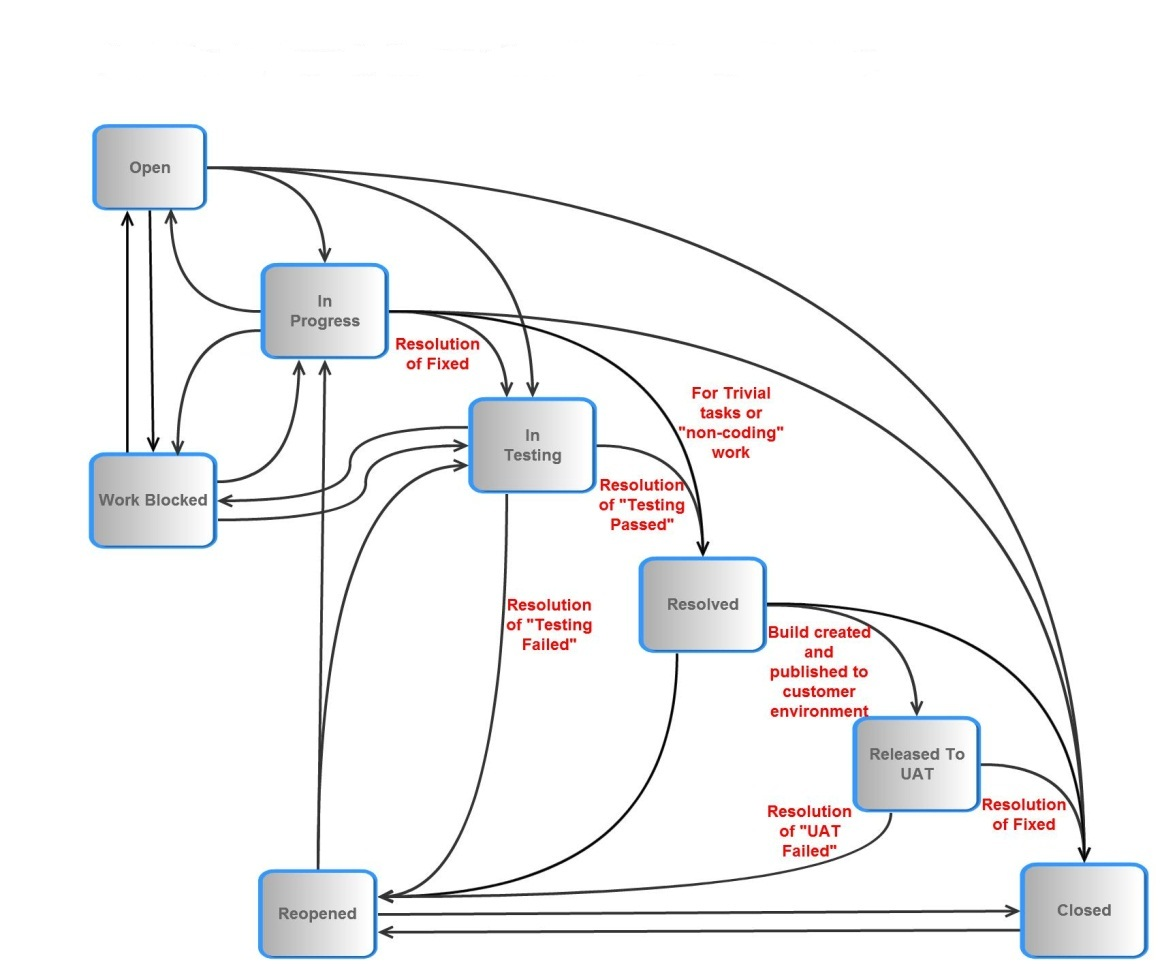 Open
In
Progress
Resolution
of Fixed
For Trivial
tasks or
"non-coding"
work
In
Testing
Work Blocked
Resolution
of "Testing
Passed"
Resolution
of "Testing
Failed"
Resolved
Build created
and
published to
customer
environment
Released To
UAT
Resolution
of "UAT
Failed"
Resolution
of Fixed
Reopened
Closed